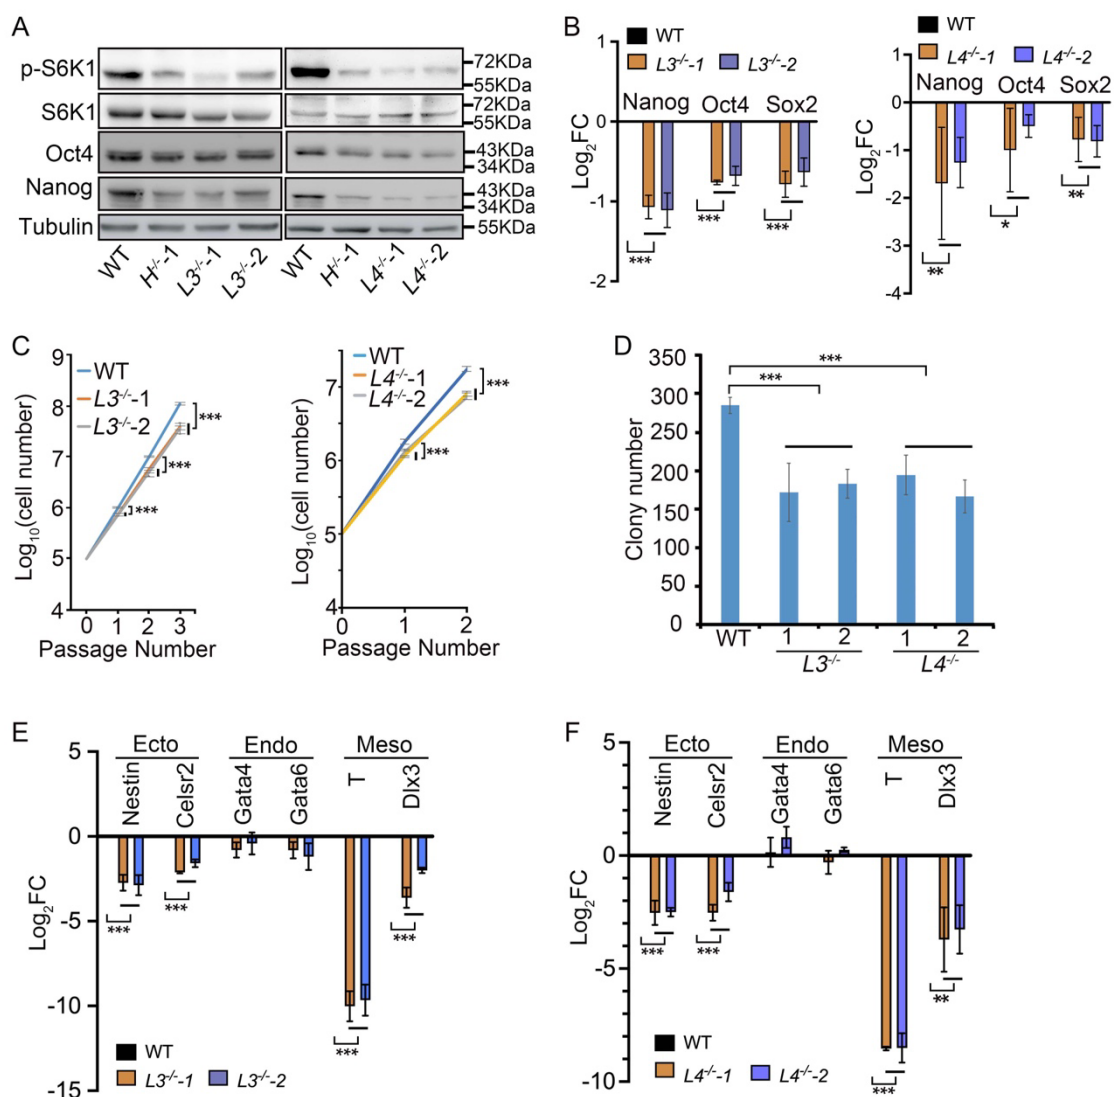 A
p-S6K1
72KDa
55KDa
S6K1
72KDa
55KDa
Oct4
43KDa
34KDa
Nanog
43KDa
34KDa
Tubulin
55KDa
WT H-/--1 L3-/--1 L3-/--2 WT H-/--1 L4-/--1 L4-/--2
B
WT
L3-/--1 L3-/--2
Nanog Oct4 Sox2
Log2FC
1
0
-1
-2
***
***
***
WT
L4-/--1 L4-/--2
Nanog Oct4 Sox2
Log2FC
1
0
-1
-2
-3
-4
**
*
**
C
WT
L3-/--1
L3-/--2
Log10(cell number)
9
8
7
6
5
4
***
***
***
0 1 2 3
Passage Number
WT
L4-/--1
L4-/--2
Log10(cell number)
7
6
5
4
***
***
0 1 2
Passage Number
D
Clony number
350
300
250
200
150
100
50
0
***
***
WT 1 2 1 2
L3-/- L4-/-
E
Ecto Endo Meso
Nestin Celsr2 Gata4 Gata6 T Dlx3
Log2FC
5
0
-5
-10
-15
***
***
***
***
WT
L3-/--1 L3-/--2
F
Ecto Endo Meso
Nestin Celsr2 Gata4 Gata6 T Dlx3
Log2FC
5
0
-5
-10
***
***
***
**
WT
L4-/--1 L4-/--2